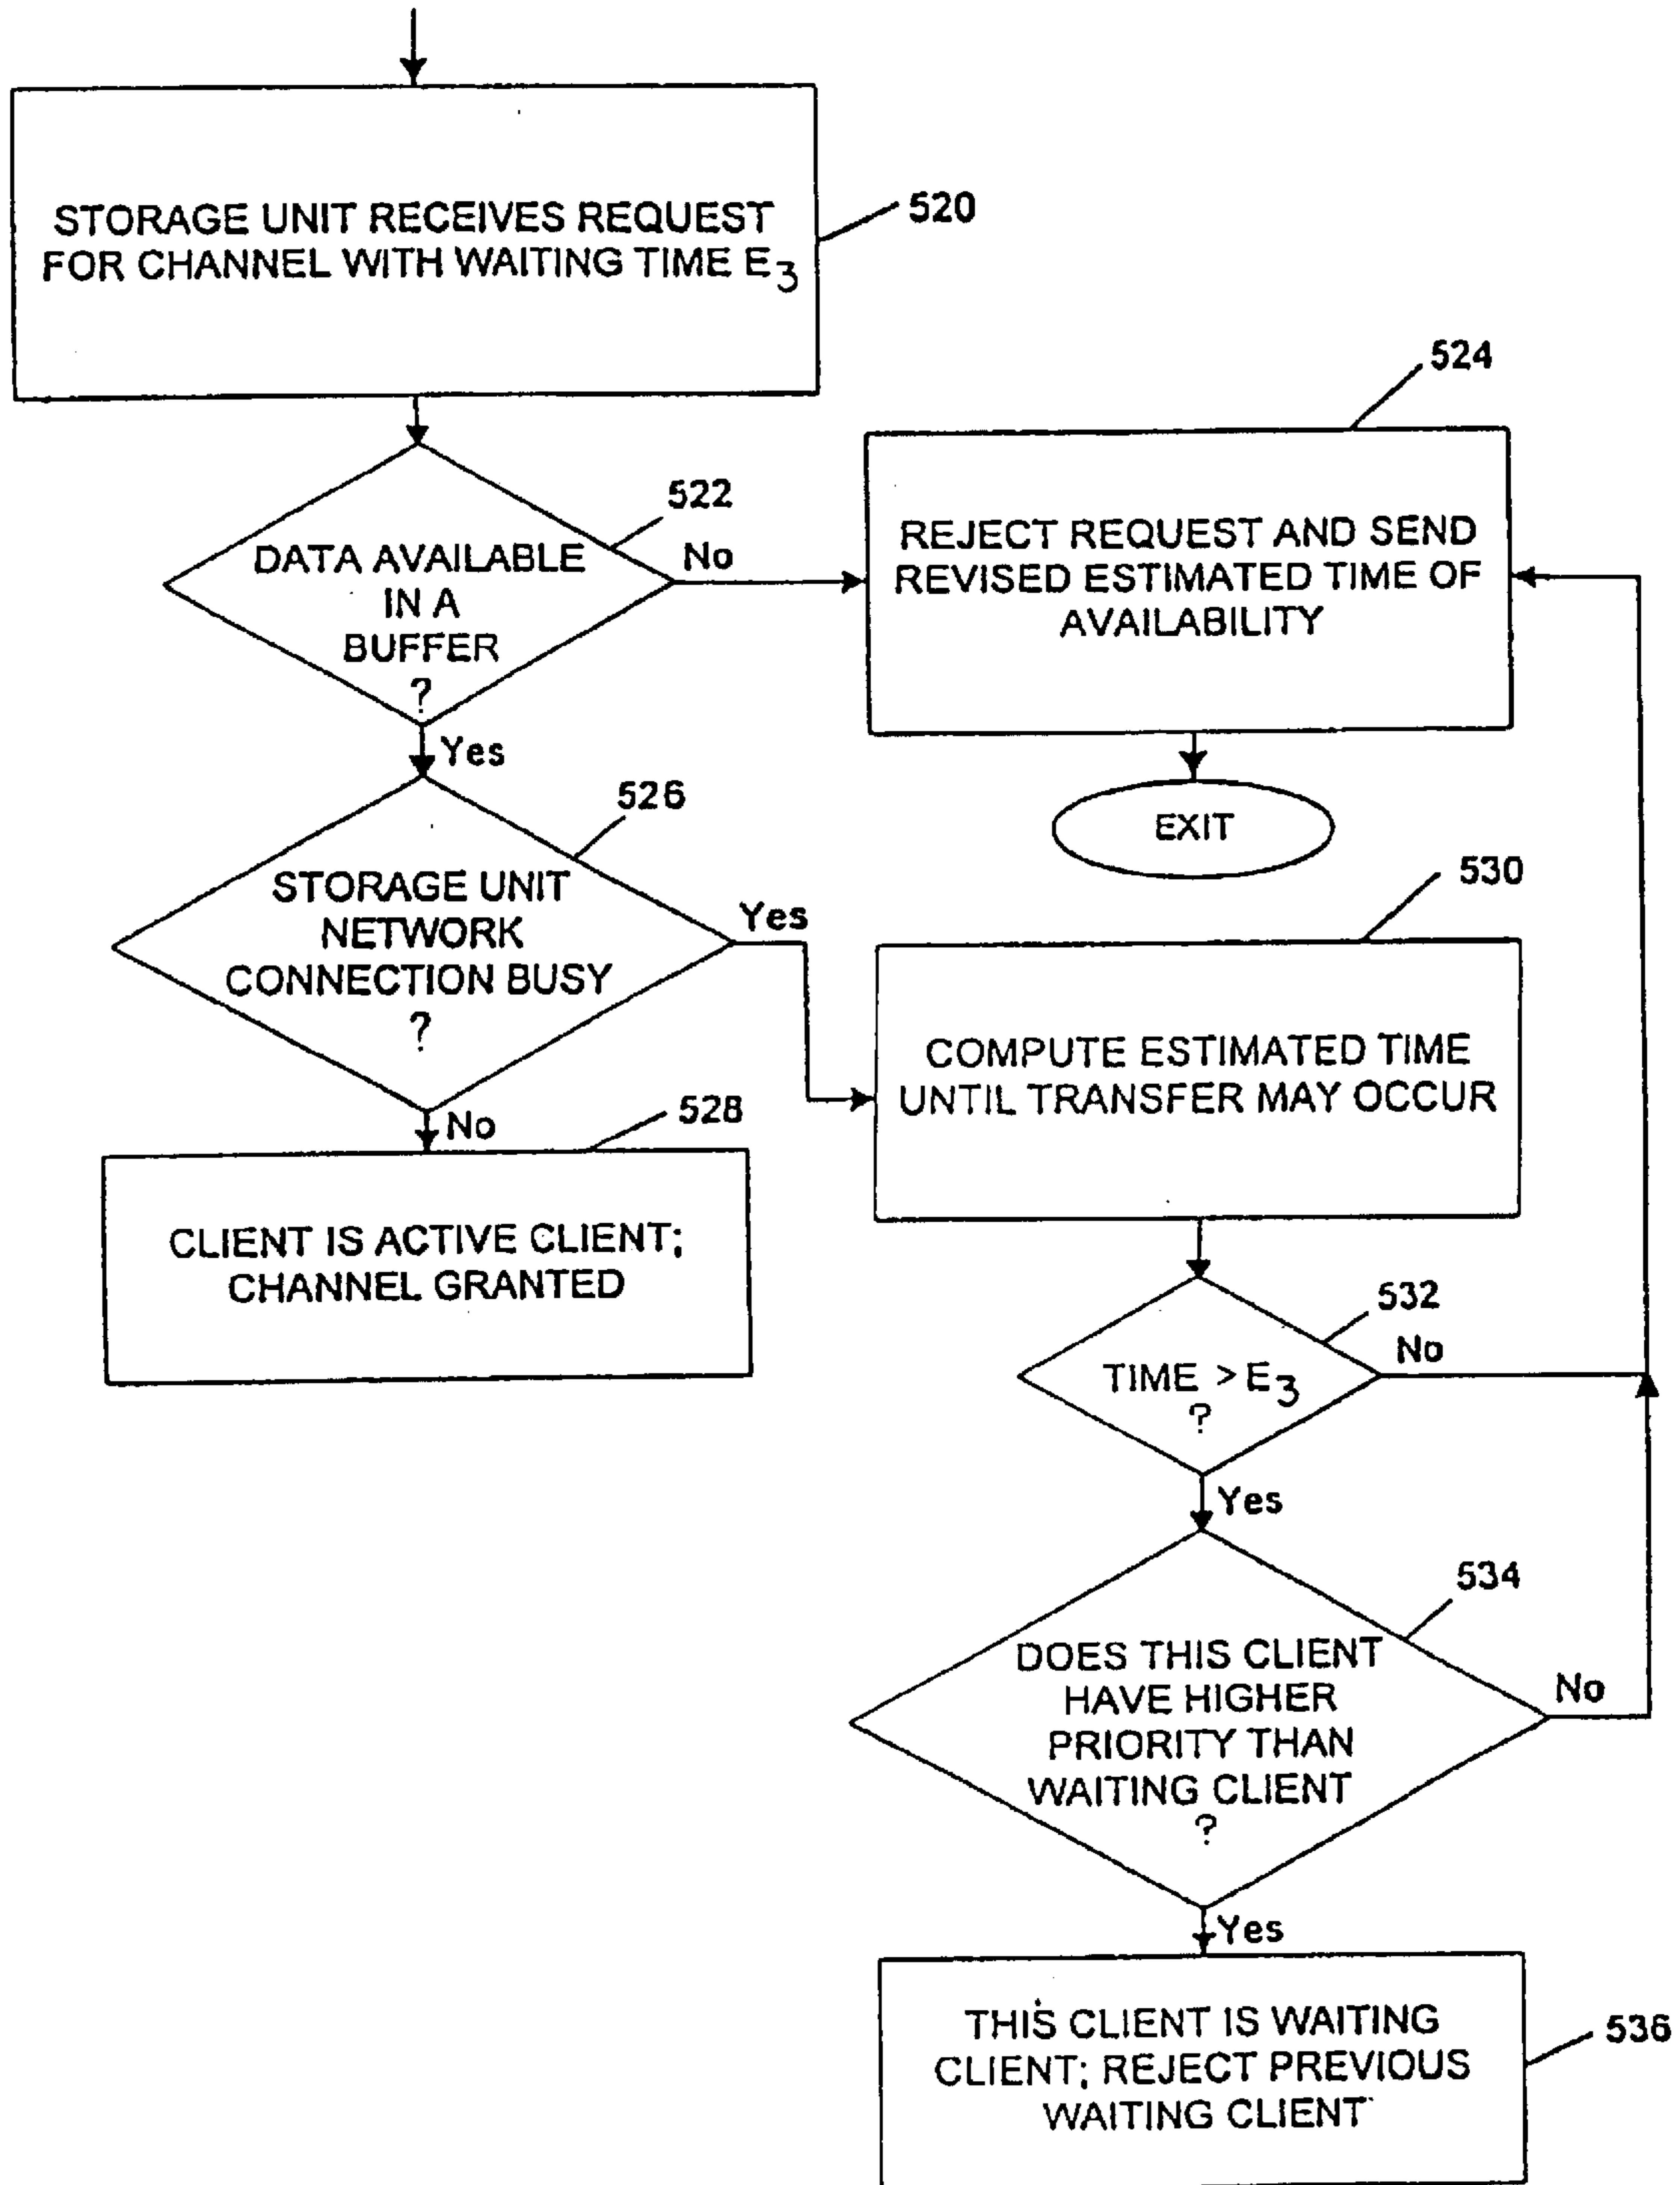 STORAGE UNIT RECEIVES REQUEST
FOR CHANNEL WITH WAITING TIME E3
520
524
522
DATA AVAILABLE
IN A
BUFFER
?
No
REJECT REQUEST AND SEND
REVISED ESTIMATED TIME OF
AVAILABILITY
Yes
EXIT
526
STORAGE UNIT
NETWORK
CONNECTION BUSY
?
Yes
530
COMPUTE ESTIMATED TIME
UNTIL TRANSFER MAY OCCUR
No
528
CLIENT IS ACTIVE CLIENT;
CHANNEL GRANTED
532
TIME > E3
?
No
Yes
534
DOES THIS CLIENT
HAVE HIGHER
PRIORITY THAN
WAITING CLIENT
?
No
Yes
THIS CLIENT IS WAITING
CLIENT; REJECT PREVIOUS
WAITING CLIENT
536